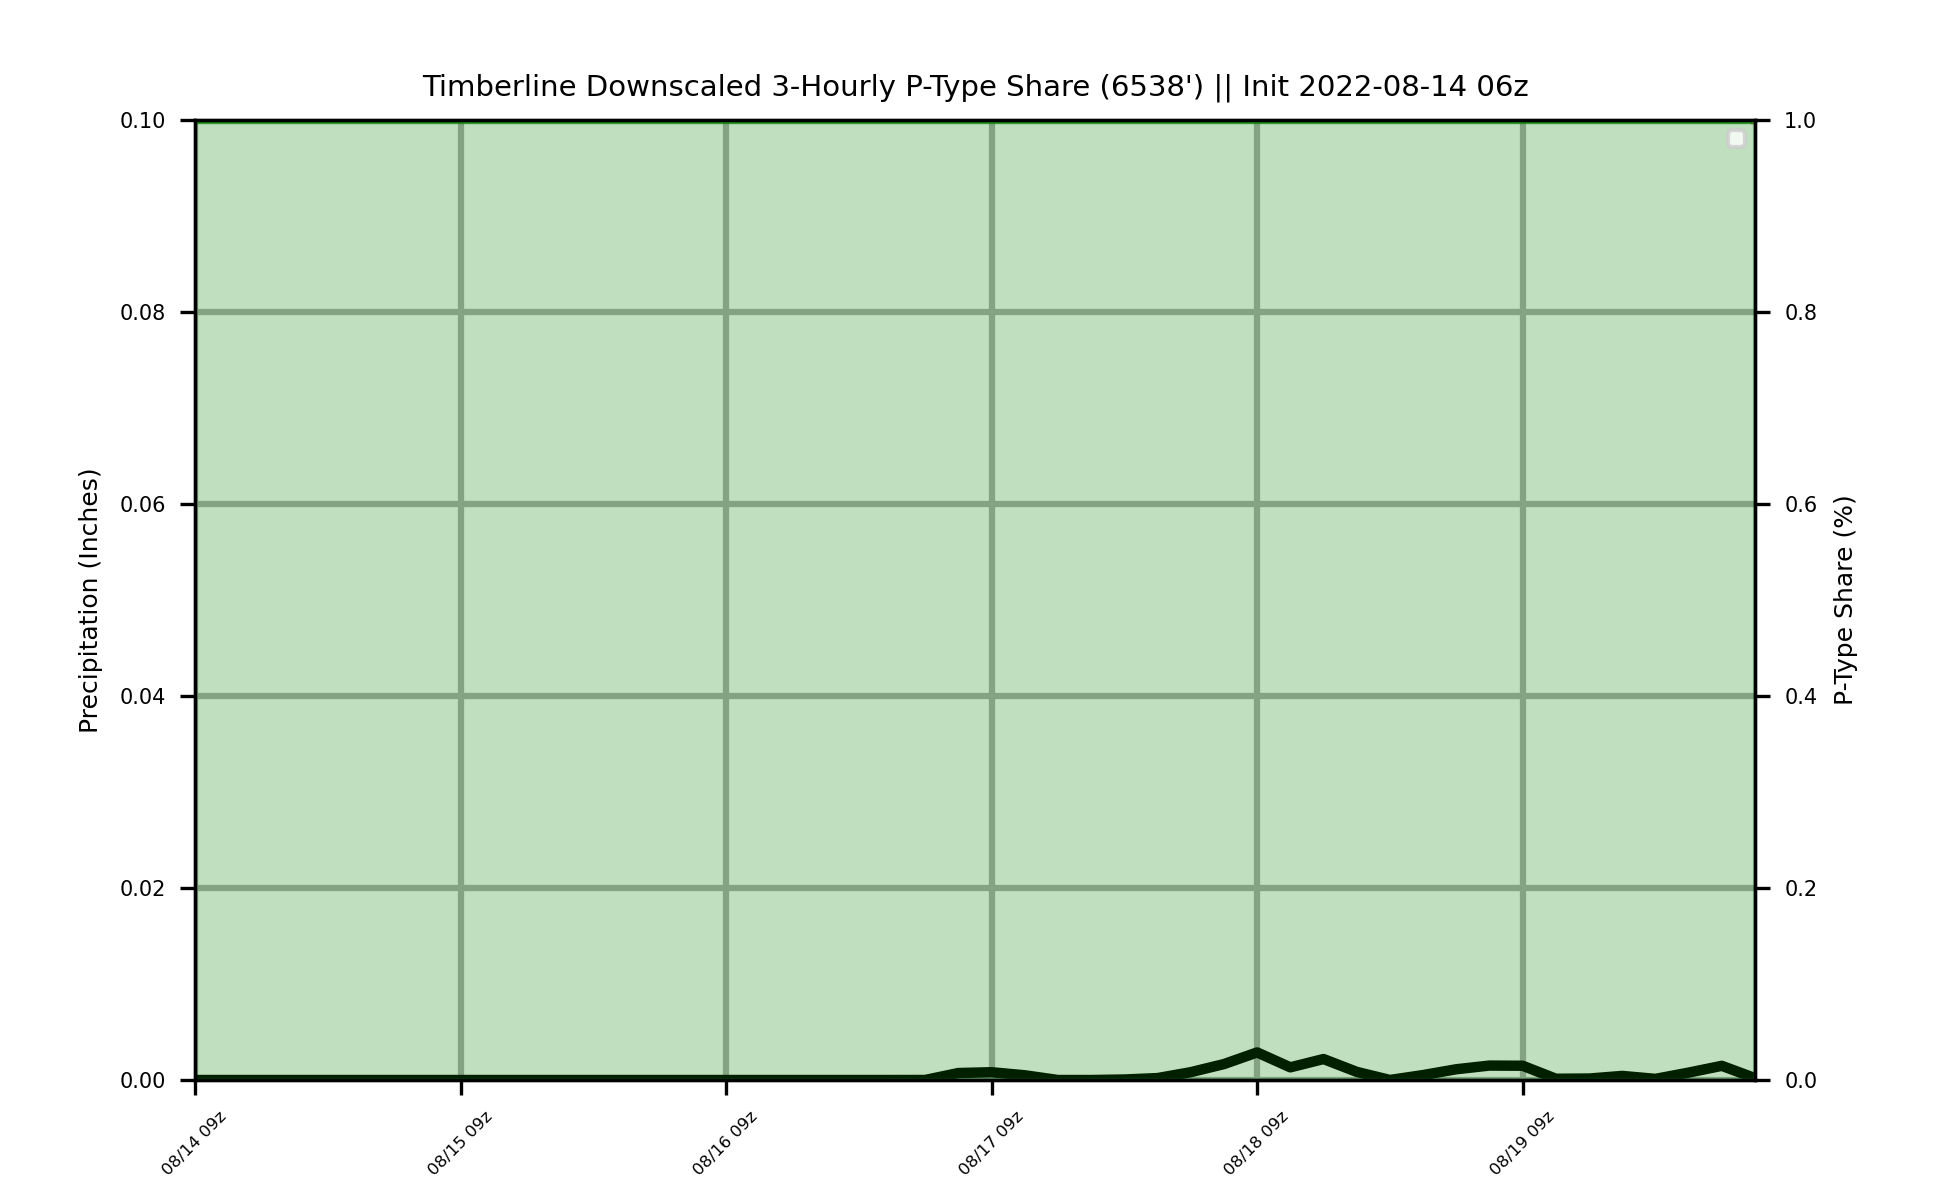 Timberline Downscaled 3-Hourly P-Type Share (6538') || Init 2022-08-14 06z
Precipitation (Inches)
0.10
0.08
0.06
0.04
0.02
0.00
1.0
0.8
0.6
0.4
0.2
0.0
P-Type Share (%)
08/14 09z
08/15 09z
08/16 09z
08/17 09z
08/18 09z
08/19 09z